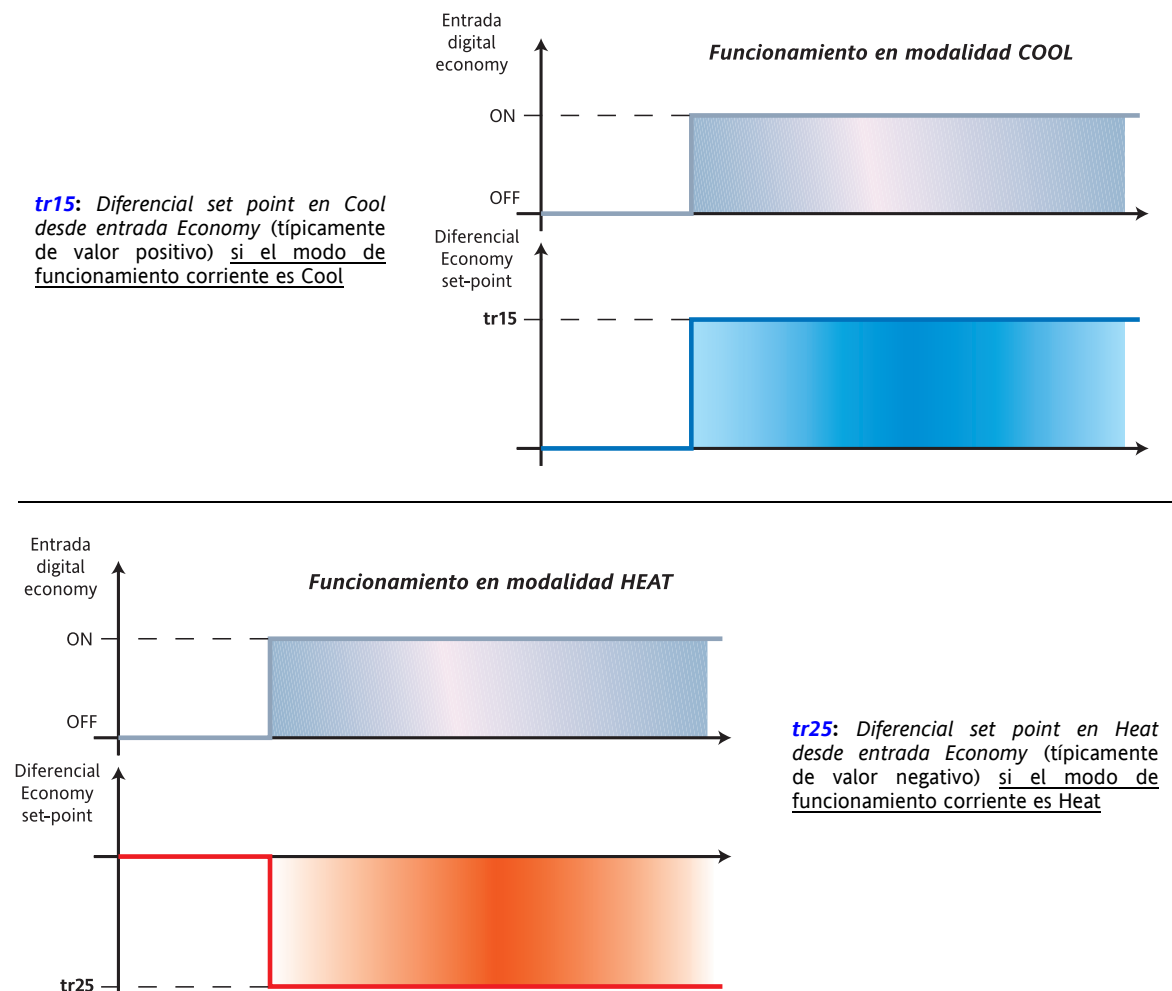 Entrada
digital
economy
Funcionamiento en modalidad COOL
ON
OFF
tr15: Diferencial set point en Cool
desde entrada Economy (típicamente
de valor positivo) si el modo de
funcionamiento corriente es Cool
Diferencial
Economy
set-point
tr15
Entrada
digital
economy
Funcionamiento en modalidad HEAT
ON
OFF
tr25: Diferencial set point en Heat
desde entrada Economy (típicamente
de valor negativo) si el modo de
funcionamiento corriente es Heat
Diferencial
Economy
set-point
tr25